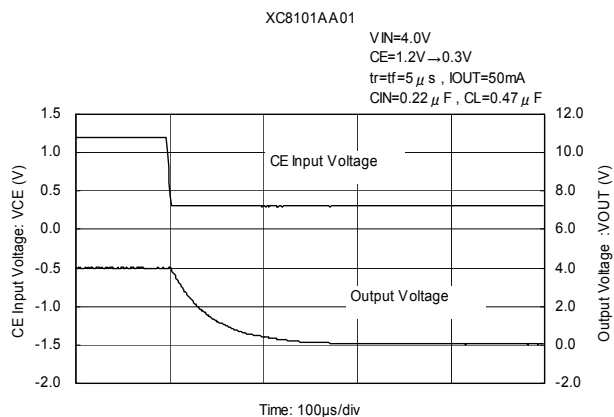 XC8101AA01
VIN=4.0V
CE=1.2V→0.3V
tr=tf=5μs , IOUT=50mA
CIN=0.22μF , CL=0.47μF
1.5
1.0
0.5
0.0
-0.5
-1.0
-1.5
-2.0
CE Input Voltage: VCE (V)
CE Input Voltage
Output Voltage
12.0
10.0
8.0
6.0
4.0
2.0
0.0
-2.0
Output Voltage :VOUT (V)
Time: 100μs/div